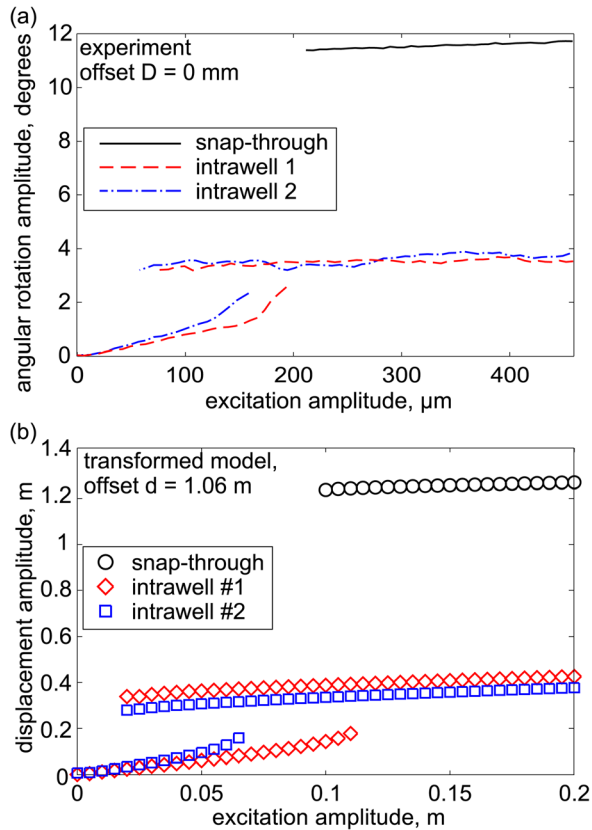 (a)
12
10
8
6
4
2
0
angular rotation amplitude, degrees
experiment
offset D = 0 mm
snap-through
intrawell 1
intrawell 2
0 100 200 300 400
excitation amplitude, µm
(b)
1.4
1.2
1
0.8
0.6
0.4
0.2
0
displacement amplitude, m
transformed model,
offset d = 1.06 m
snap-through
intrawell #1
intrawell #2
0 0.05 0.1 0.15 0.2
excitation amplitude, m